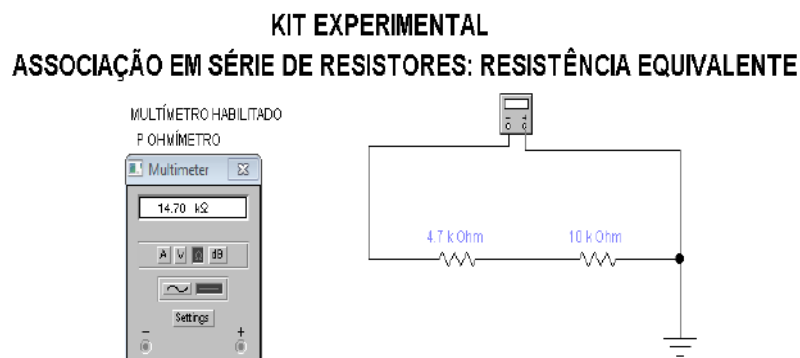 KIT EXPERIMENTAL
ASSOCIAÇÃO EM SÉRIE DE RESISTORES: RESISTÊNCIA EQUIVALENTE
MULTÍMETRO HABILITADO
P OHMÍMETRO
Multimeter
14.70 kΩ
A V Ω dB
Settings
- +
- +
4.7 k Ohm 10 k Ohm